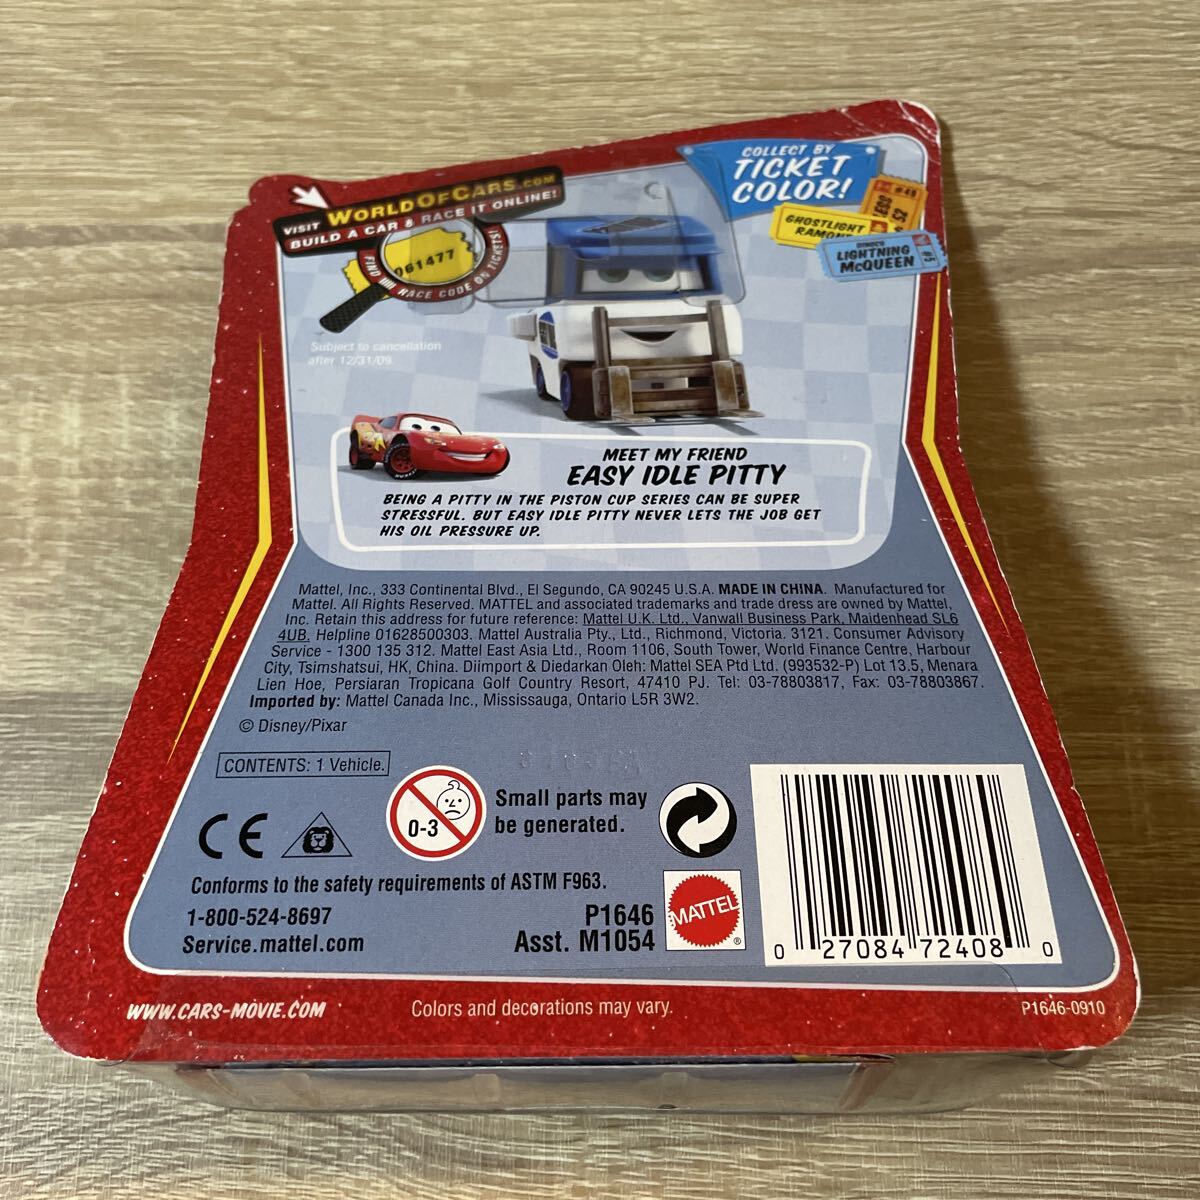 VISIT WORLDOFCARS.COM
BUILD A CAR & RACE IT ONLINE!
FIND RACE CODE ON TICKETS!
061477
Subject to cancellation
after 12/31/09.
COLLECT BY
TICKET
COLOR!
#49
GHOSTLIGHT
DINOCO
LIGHTNING
McQUEEN
MEET MY FRIEND
EASY IDLE PITTY
BEING A PITTY IN THE PISTON CUP SERIES CAN BE SUPER
STRESSFUL. BUT EASY IDLE PITTY NEVER LETS THE JOB GET
HIS OIL PRESSURE UP.
Mattel, Inc., 333 Continental Blvd., El Segundo, CA 90245 U.S.A. MADE IN CHINA. Manufactured for
Mattel. All Rights Reserved. MATTEL and associated trademarks and trade dress are owned by Mattel,
Inc. Retain this address for future reference: Mattel U.K. Ltd., Vanwall Business Park, Maidenhead SL6
4UB. Helpline 01628500303. Mattel Australia Pty., Ltd., Richmond, Victoria. 3121. Consumer Advisory
Service - 1300 135 312. Mattel East Asia Ltd., Room 1106, South Tower, World Finance Centre, Harbour
City, Tsimshatsui, HK, China. Diimport & Diedarkan Oleh: Mattel SEA Ptd Ltd. (993532-P) Lot 13.5, Menara
Lien Hoe, Persiaran Tropicana Golf Country Resort, 47410 PJ. Tel: 03-78803817, Fax: 03-78803867.
Imported by: Mattel Canada Inc., Mississauga, Ontario L5R 3W2.
© Disney/Pixar
CONTENTS: 1 Vehicle.
CE
0-3
Small parts may
be generated.
Conforms to the safety requirements of ASTM F963.
1-800-524-8697
Service.mattel.com
P1646
Asst. M1054
MATTEL®
0 27084 72408 0
WWW.CARS-MOVIE.COM
Colors and decorations may vary.
P1646-0910